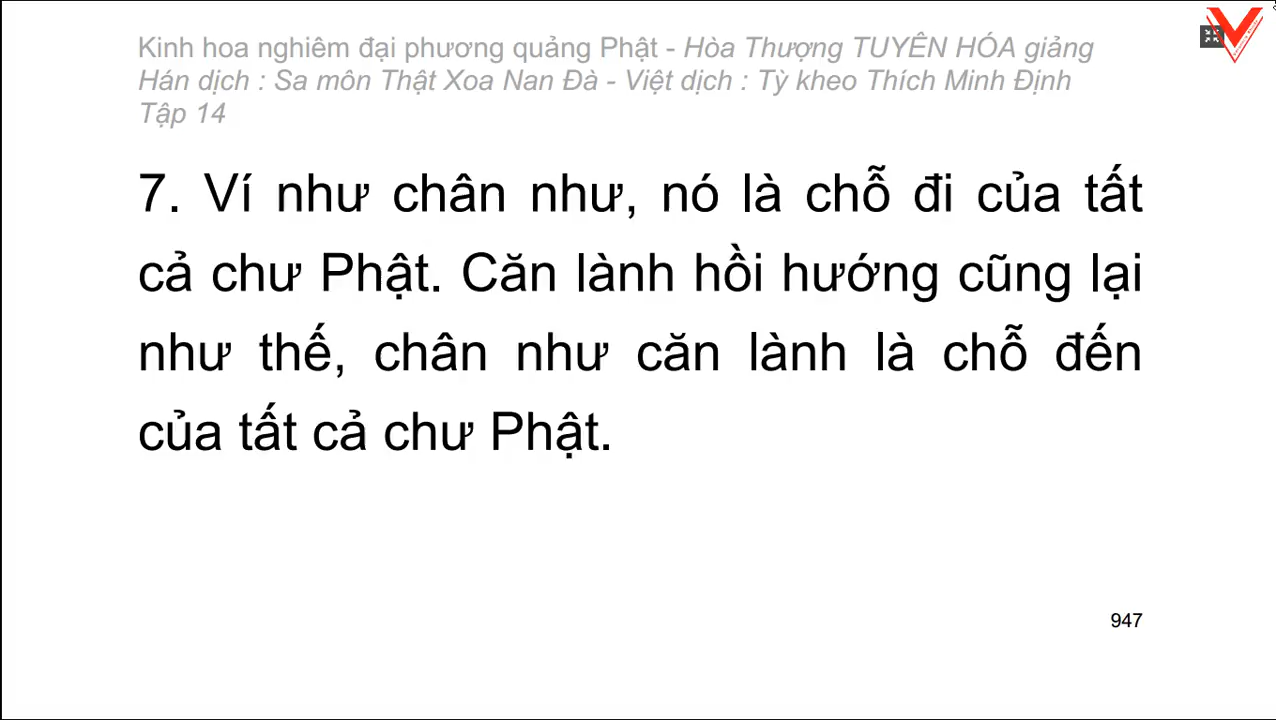 Kinh hoa nghiêm đại phương quảng Phật - Hòa Thượng TUYÊN HÓA giảng
Hán dịch : Sa môn Thật Xoa Nan Đà - Việt dịch : Tỳ kheo Thích Minh Định
Tập 14
7. Ví như chân như, nó là chỗ đi của tất
cả chư Phật. Căn lành hồi hướng cũng lại
như thế, chân như căn lành là chỗ đến
của tất cả chư Phật.
947